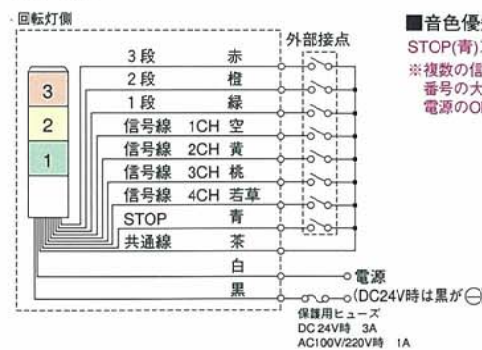 回転灯側
外部接点
3
2
1
3段 赤
2段 橙
1段 緑
信号線 1CH 空
信号線 2CH 黄
信号線 3CH 桃
信号線 4CH 若草
STOP 青
共通線 茶
白
黒
電源
(DC24V時は黒が⊖
保護用ヒューズ
DC24V時 3A
AC100V/220V時 1A
■音色優
STOP(青)
※複数の信
番号の大
電源のO